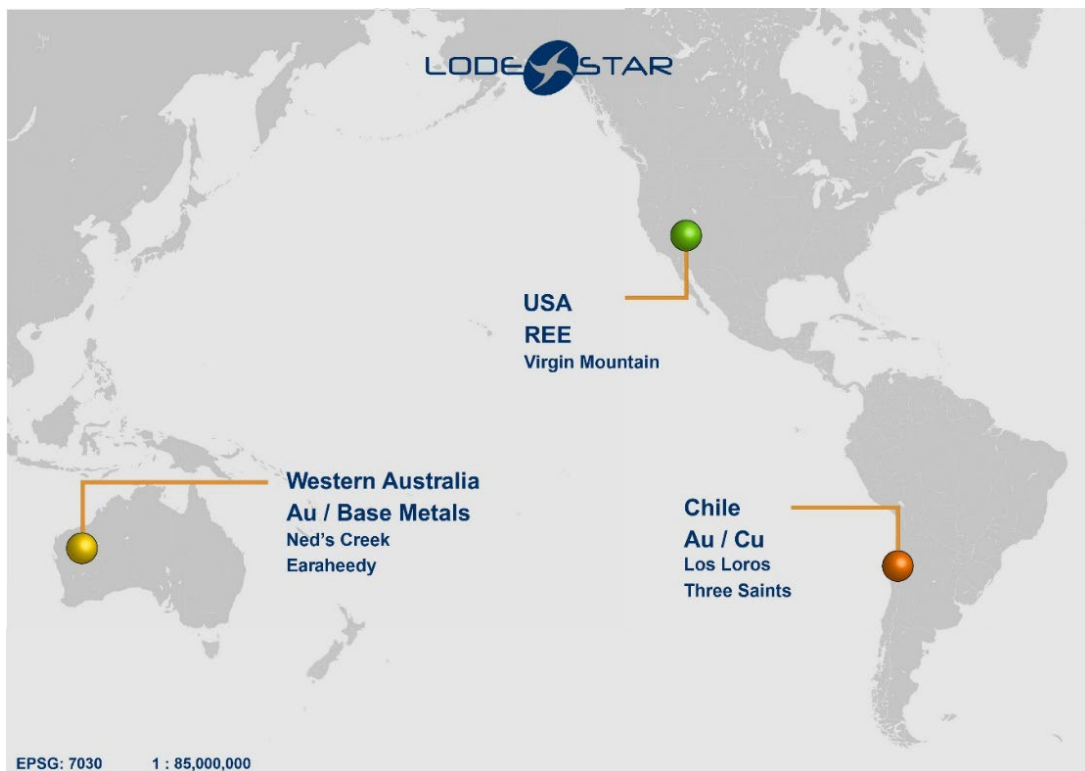 LODESTAR
USA
REE
Virgin Mountain
Western Australia
Au / Base Metals
Ned's Creek
Earaheedy
Chile
Au / Cu
Los Loros
Three Saints
EPSG: 7030 1 : 85,000,000